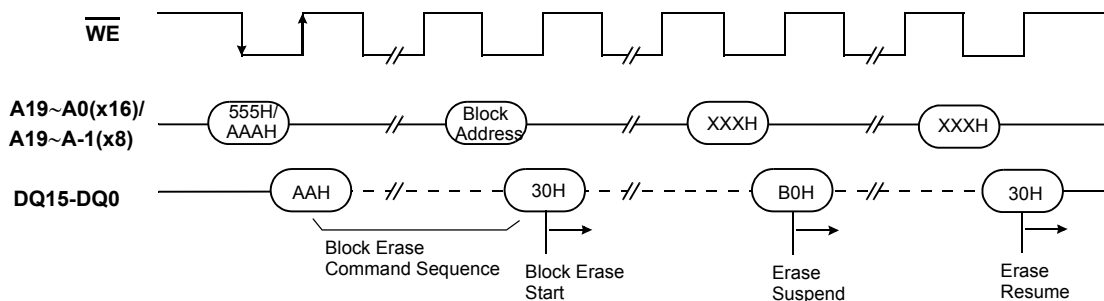 WE
A19~A0(x16)/
A19~A-1(x8)
555H/
AAAH
Block
Address
XXXH
XXXH
DQ15-DQ0
AAH
30H
B0H
30H
Block Erase
Command Sequence
Block Erase
Start
Erase
Suspend
Erase
Resume